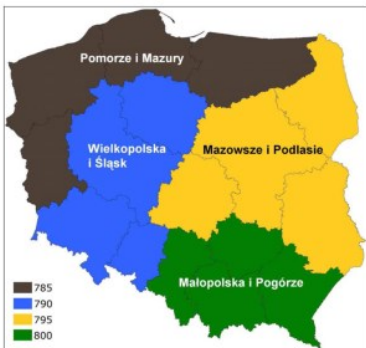 Pomorze i Mazury
Wielkopolska
i Śląsk
Mazowsze i Podlasie
Małopolska i Pogórze
785
790
795
800